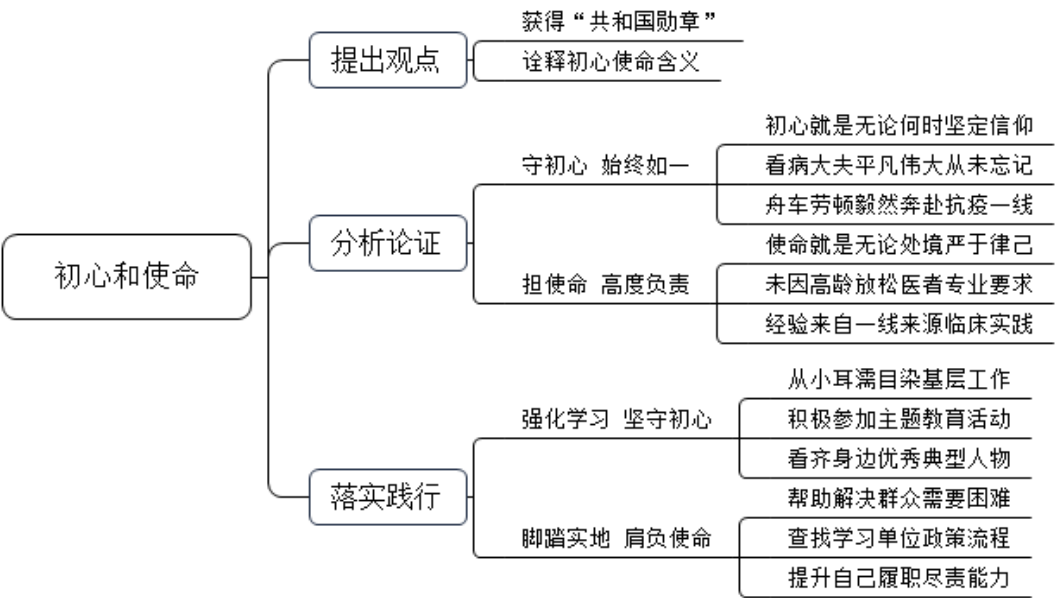 初心和使命
提出观点
获得“共和国勋章”
诠释初心使命含义
分析论证
守初心 始终如一
初心就是无论何时坚定信仰
看病大夫平凡伟大从未忘记
舟车劳顿毅然奔赴抗疫一线
担使命 高度负责
使命就是无论处境严于律己
未因高龄放松医者专业要求
经验来自一线来源临床实践
落实践行
强化学习 坚守初心
从小耳濡目染基层工作
积极参加主题教育活动
看齐身边优秀典型人物
脚踏实地 肩负使命
帮助解决群众需要困难
查找学习单位政策流程
提升自己履职尽责能力